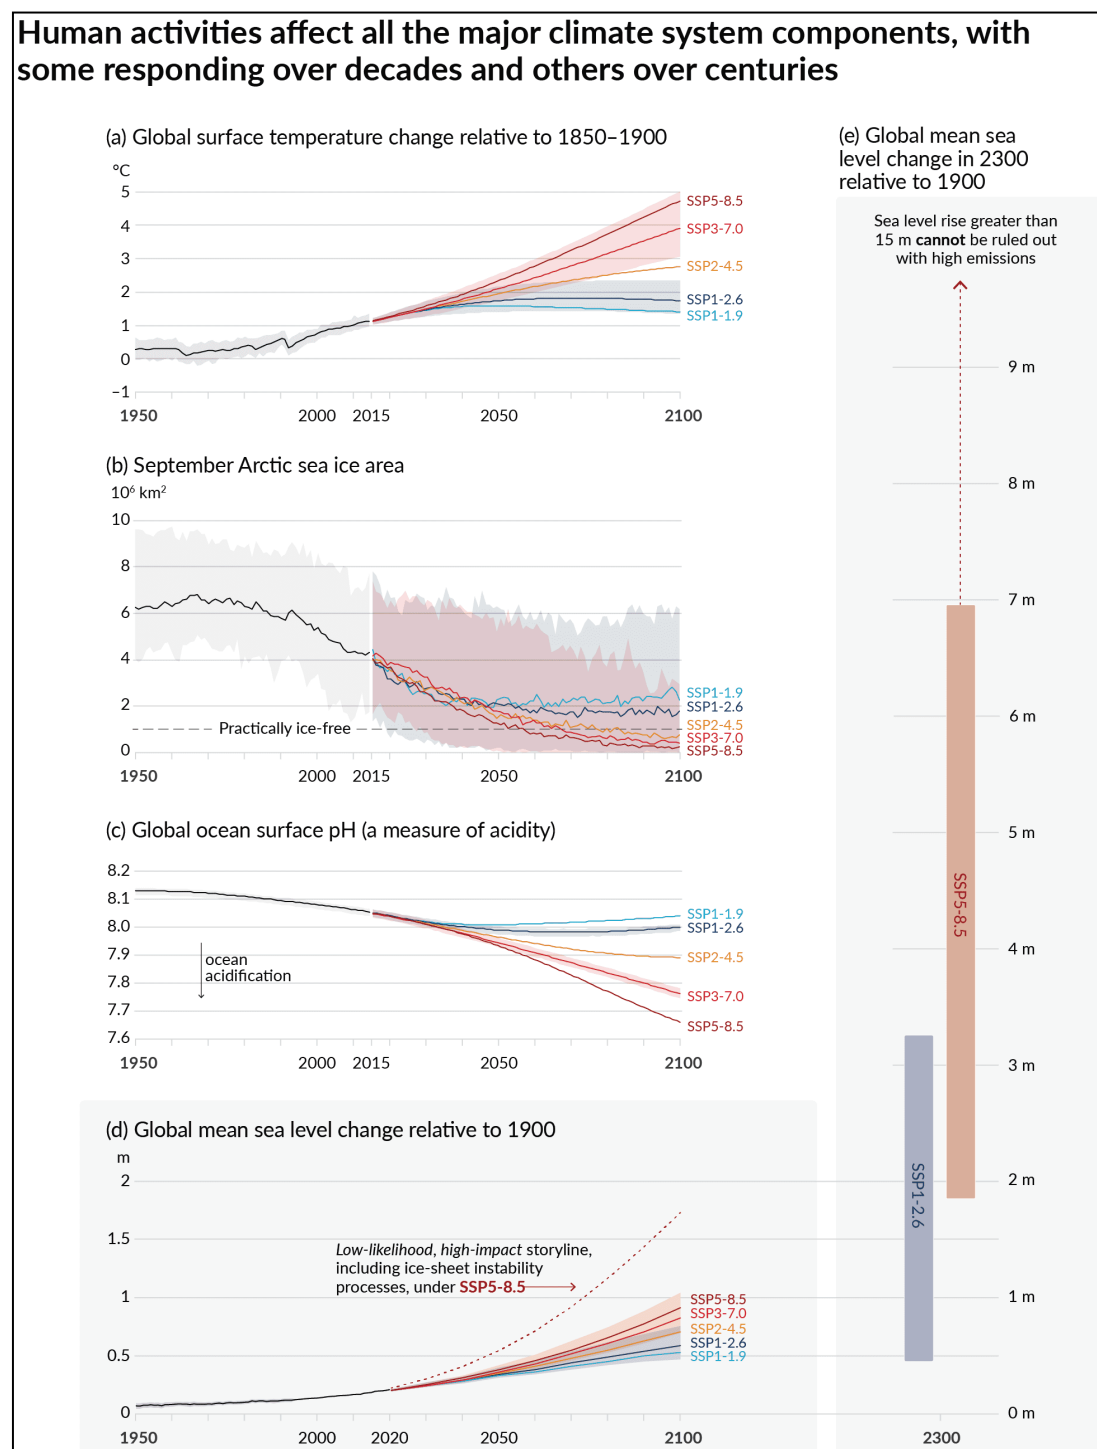 Human activities affect all the major climate system components, with
some responding over decades and others over centuries
(a) Global surface temperature change relative to 1850–1900
°C
5
4
3
2
1
0
–1
1950
2000
2015
2050
2100
SSP5-8.5
SSP3-7.0
SSP2-4.5
SSP1-2.6
SSP1-1.9
(b) September Arctic sea ice area
10⁶ km²
10
8
6
4
2
0
Practically ice-free
1950
2000
2015
2050
2100
SSP1-1.9
SSP1-2.6
SSP2-4.5
SSP3-7.0
SSP5-8.5
(c) Global ocean surface pH (a measure of acidity)
8.2
8.1
8.0
7.9
7.8
7.7
7.6
ocean
acidification
1950
2000
2015
2050
2100
SSP1-1.9
SSP1-2.6
SSP2-4.5
SSP3-7.0
SSP5-8.5
(d) Global mean sea level change relative to 1900
m
2
1.5
1
0.5
0
Low-likelihood, high-impact storyline,
including ice-sheet instability
processes, under SSP5-8.5
1950
2000
2020
2050
2100
SSP5-8.5
SSP3-7.0
SSP2-4.5
SSP1-2.6
SSP1-1.9
(e) Global mean sea
level change in 2300
relative to 1900
Sea level rise greater than
15 m cannot be ruled out
with high emissions
9 m
8 m
7 m
6 m
5 m
4 m
3 m
2 m
1 m
0 m
SSP5-8.5
SSP1-2.6
2300